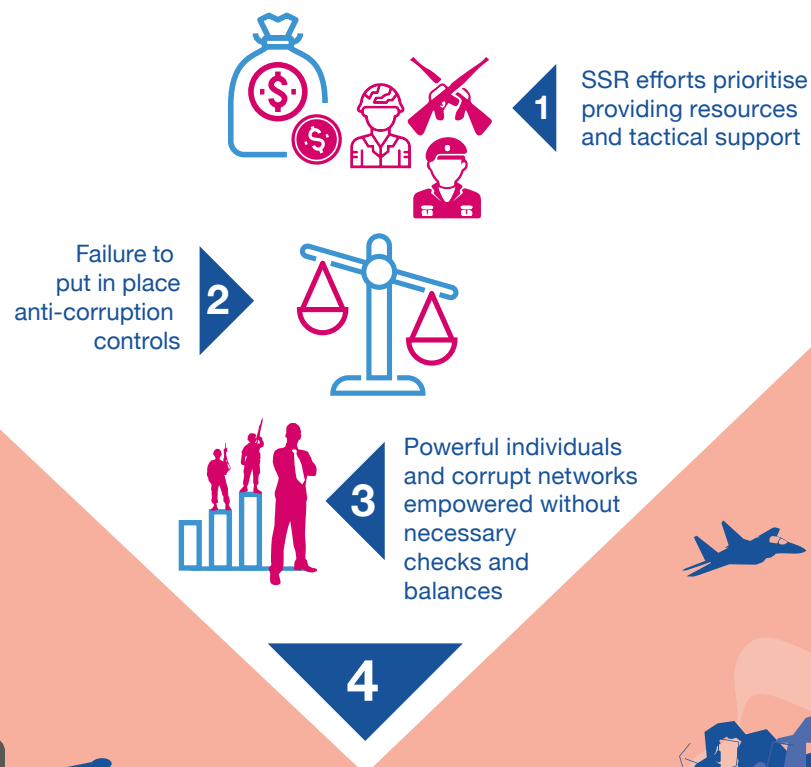 1
SSR efforts prioritise
providing resources
and tactical support
Failure to
put in place
anti-corruption
controls
2
3
Powerful individuals
and corrupt networks
empowered without
necessary
checks and
balances
4